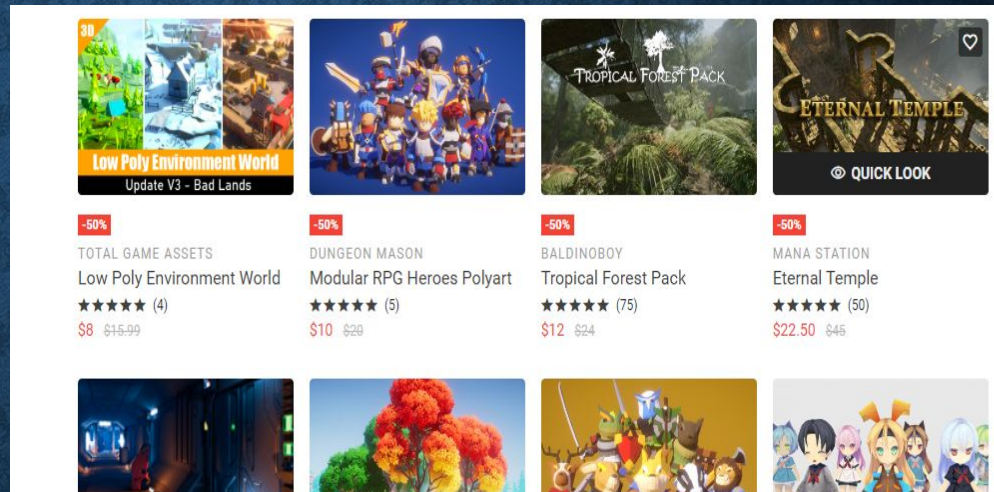 3D
Low Poly Environment World
Update V3 - Bad Lands
TROPICAL FOREST PACK
ETERNAL TEMPLE
QUICK LOOK
-50%
TOTAL GAME ASSETS
Low Poly Environment World
(4)
$8 $15.99
-50%
DUNGEON MASON
Modular RPG Heroes Polyart
(5)
$10 $20
-50%
BALDINOBOY
Tropical Forest Pack
(75)
$12 $24
-50%
MANA STATION
Eternal Temple
(50)
$22.50 $45